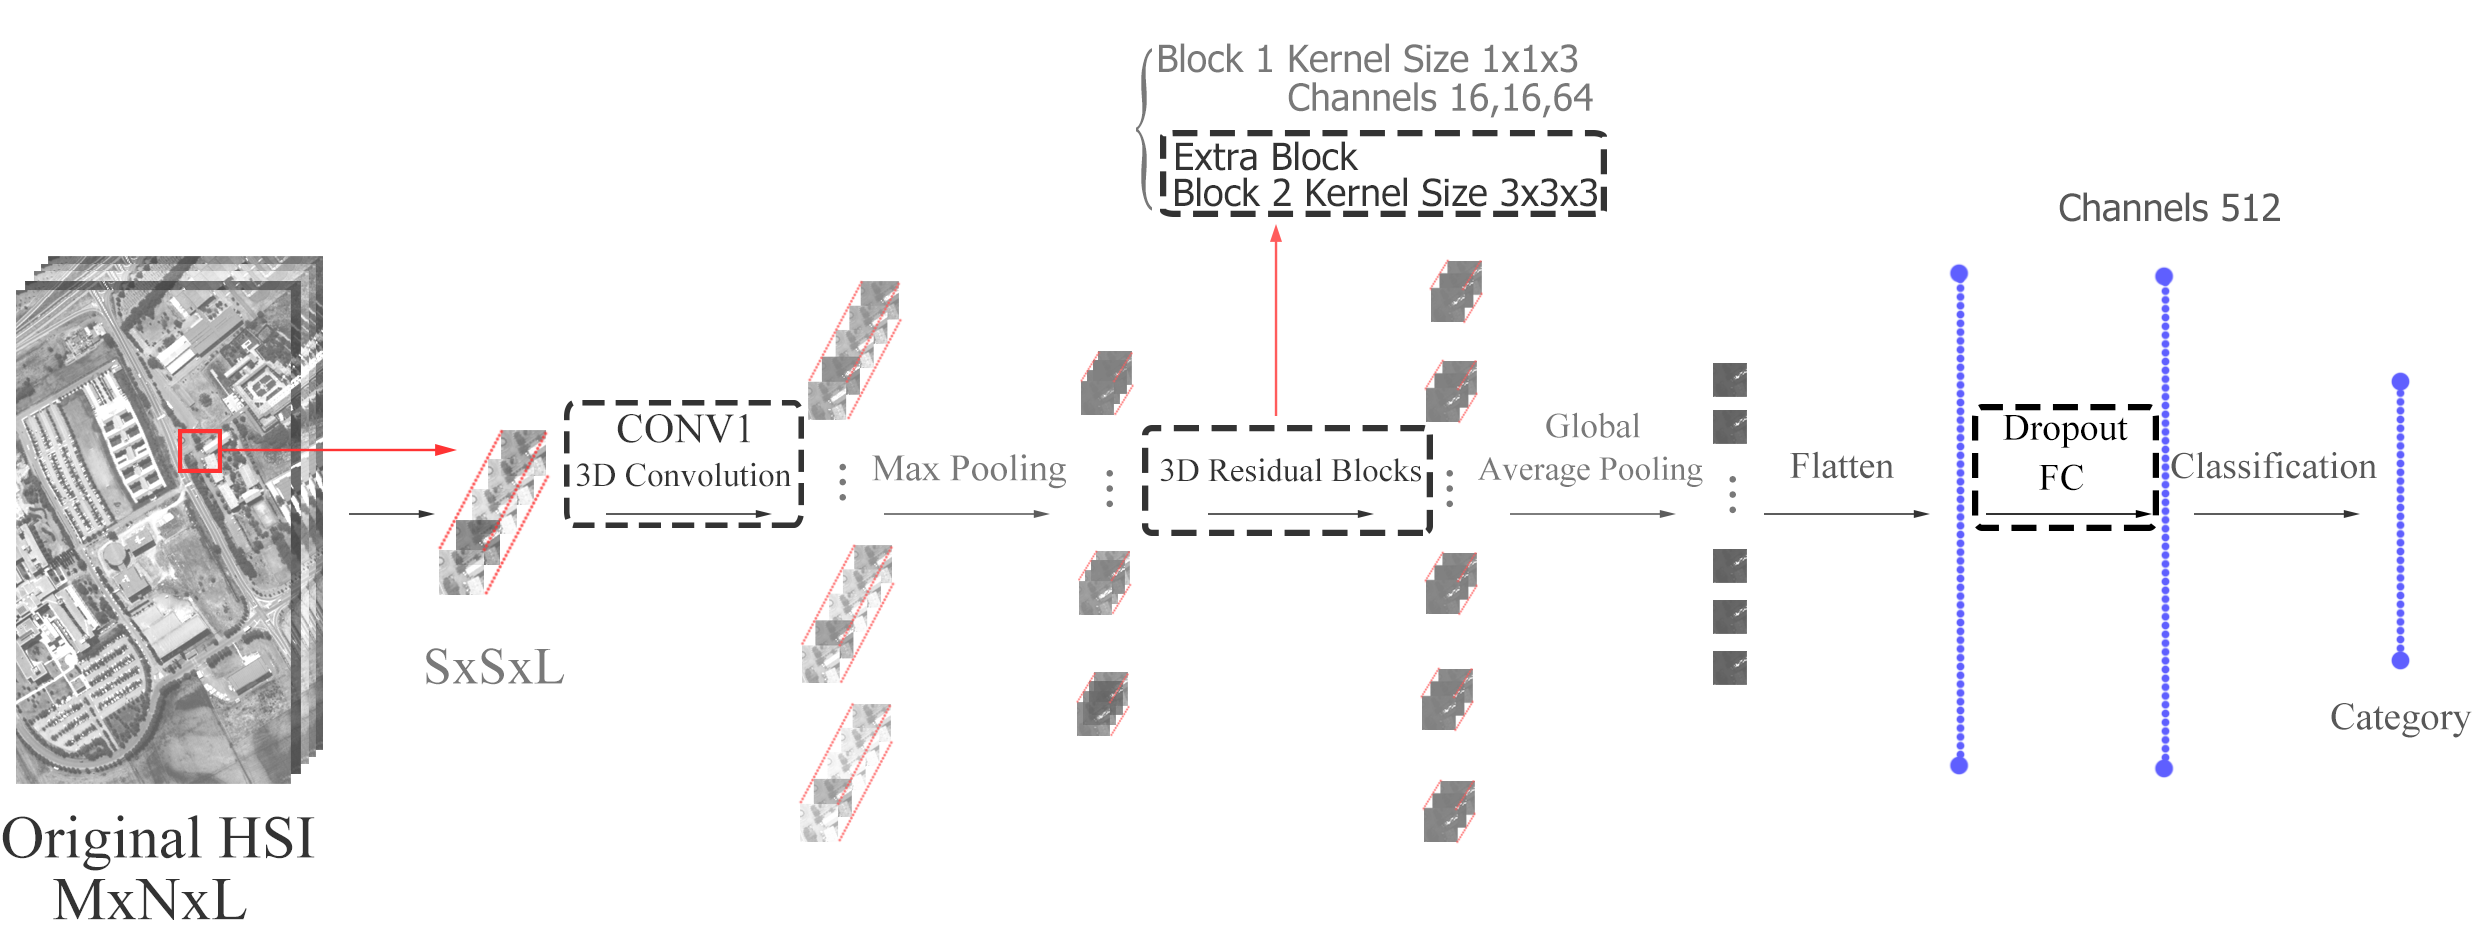 Block 1 Kernel Size 1x1x3
Channels 16,16,64
Extra Block
Block 2 Kernel Size 3x3x3
Channels 512
CONV1
3D Convolution
Max Pooling
3D Residual Blocks
Global
Average Pooling
Flatten
Dropout
FC
Classification
SxSxL
Category
Original HSI
MxNxL